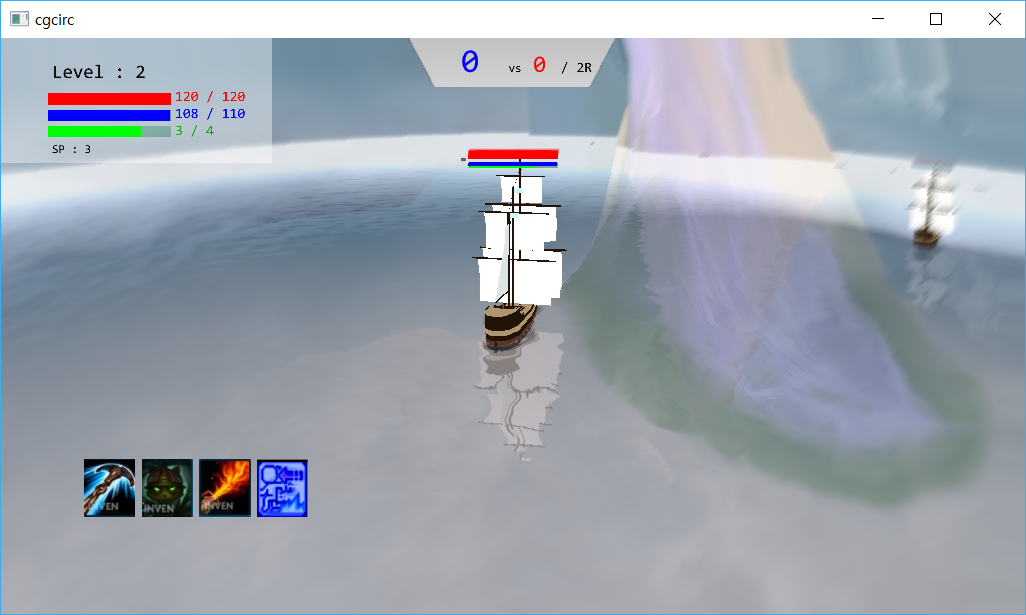 cgcirc
Level : 2
120 / 120
108 / 110
3 / 4
SP : 3
0 vs 0 / 2R
INVEN INVEN INVEN